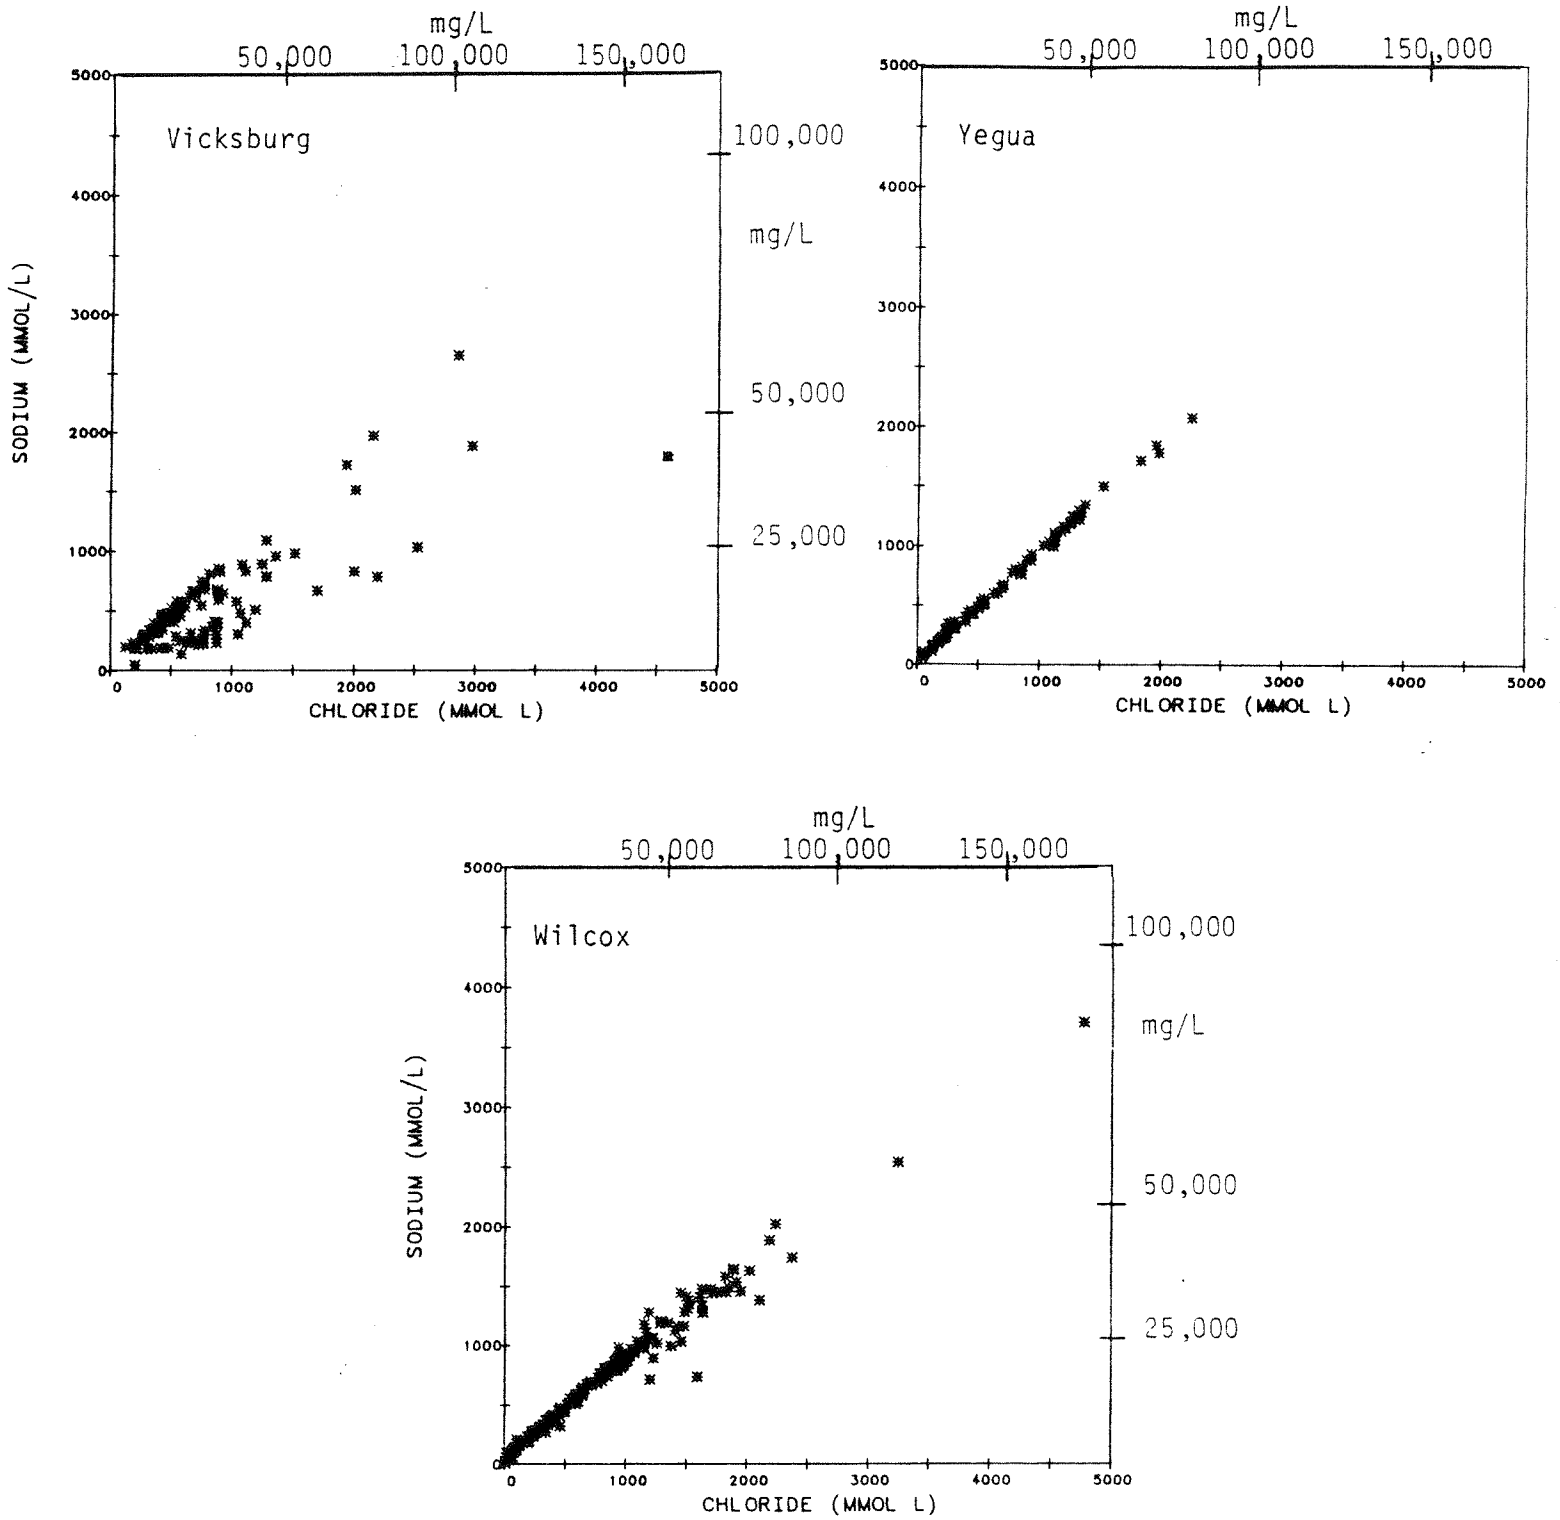 mg/L
50,000 100,000 150,000
Vicksburg
5000
4000
3000
2000
1000
0
SODIUM (MMOL/L)
100,000
mg/L
50,000
25,000
0 1000 2000 3000 4000 5000
CHLORIDE (MMOL L)
mg/L
50,000 100,000 150,000
Yegua
5000
4000
3000
2000
1000
0
0 1000 2000 3000 4000 5000
CHLORIDE (MMOL L)
mg/L
50,000 100,000 150,000
Wilcox
5000
4000
3000
2000
1000
0
SODIUM (MMOL/L)
100,000
mg/L
50,000
25,000
0 1000 2000 3000 4000 5000
CHLORIDE (MMOL L)